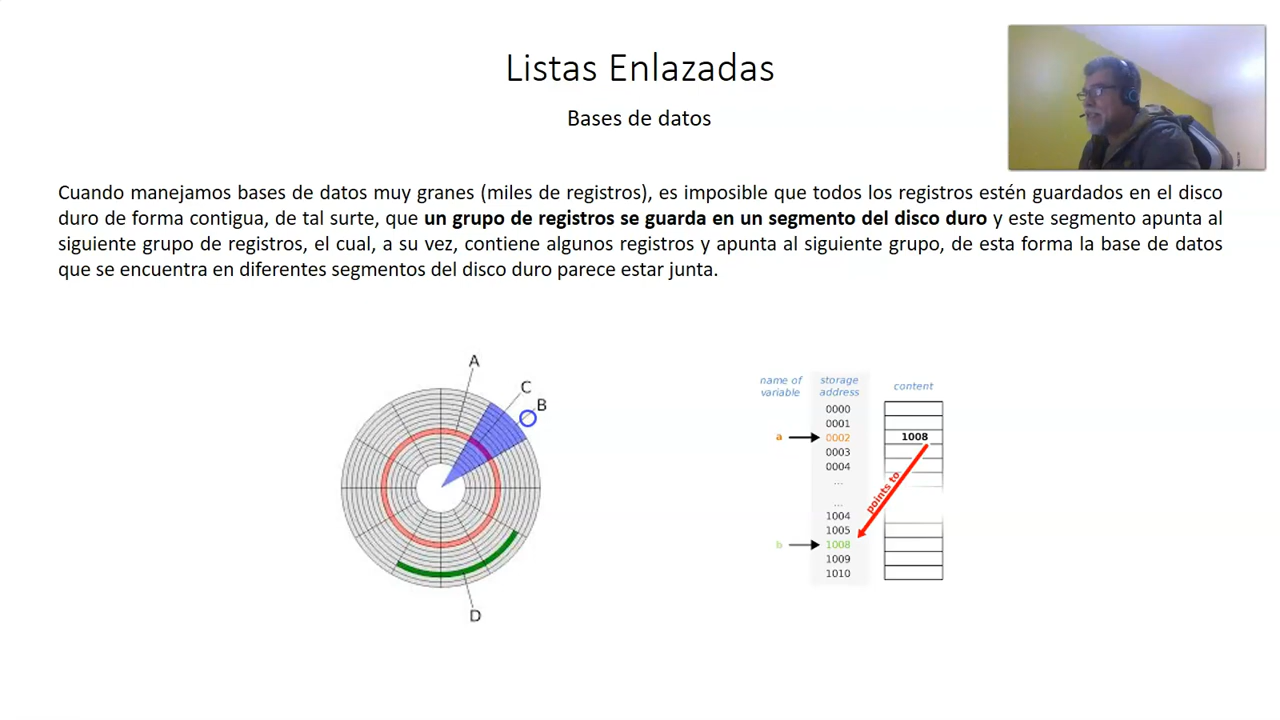 Listas Enlazadas
Bases de datos
Cuando manejamos bases de datos muy granes (miles de registros), es imposible que todos los registros estén guardados en el disco
duro de forma contigua, de tal surte, que un grupo de registros se guarda en un segmento del disco duro y este segmento apunta al
siguiente grupo de registros, el cual, a su vez, contiene algunos registros y apunta al siguiente grupo, de esta forma la base de datos
que se encuentra en diferentes segmentos del disco duro parece estar junta.
A
C
B
D
name of
variable
storage
address
content
0000
0001
a
0002
1008
0003
0004
...
points to
...
1004
1005
b
1008
1009
1010